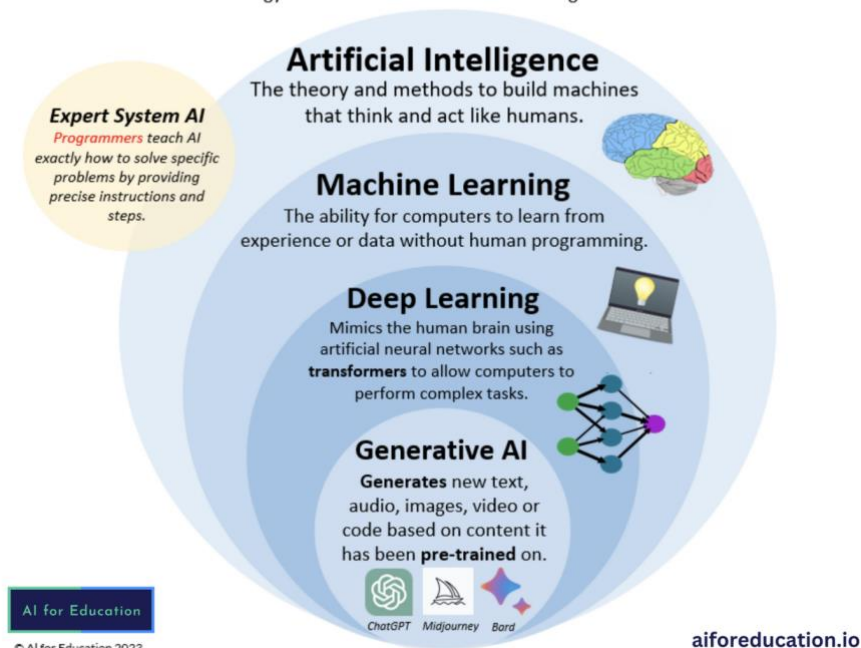 Artificial Intelligence
The theory and methods to build machines
that think and act like humans.
Expert System AI
Programmers teach AI
exactly how to solve specific
problems by providing
precise instructions and
steps.
Machine Learning
The ability for computers to learn from
experience or data without human programming.
Deep Learning
Mimics the human brain using
artificial neural networks such as
transformers to allow computers to
perform complex tasks.
Generative AI
Generates new text,
audio, images, video or
code based on content it
has been pre-trained on.
ChatGPT Midjourney Bard
AI for Education
© AI for Education 2023
aiforeducation.io